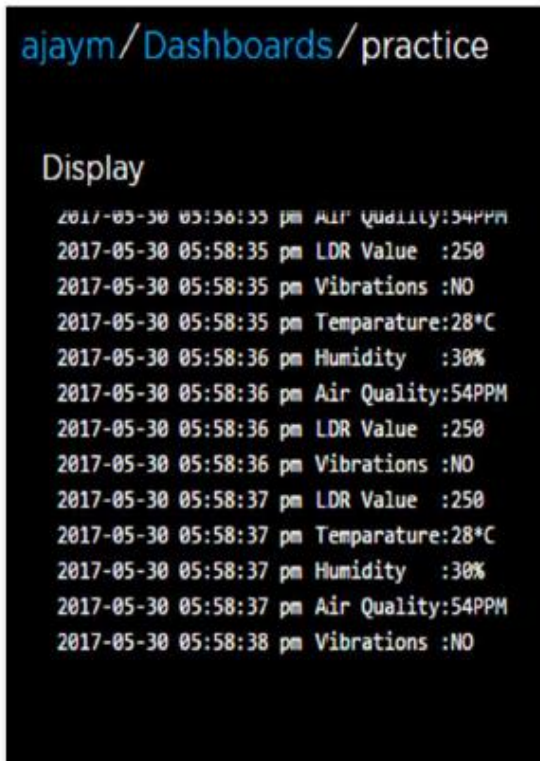 ajaym/Dashboards/practice
Display
2017-05-30 05:58:35 pm Air Quality:54PPM
2017-05-30 05:58:35 pm LDR Value  :250
2017-05-30 05:58:35 pm Vibrations :NO
2017-05-30 05:58:35 pm Temparature:28*C
2017-05-30 05:58:36 pm Humidity   :30%
2017-05-30 05:58:36 pm Air Quality:54PPM
2017-05-30 05:58:36 pm LDR Value  :250
2017-05-30 05:58:36 pm Vibrations :NO
2017-05-30 05:58:37 pm LDR Value  :250
2017-05-30 05:58:37 pm Temparature:28*C
2017-05-30 05:58:37 pm Humidity   :30%
2017-05-30 05:58:37 pm Air Quality:54PPM
2017-05-30 05:58:38 pm Vibrations :NO